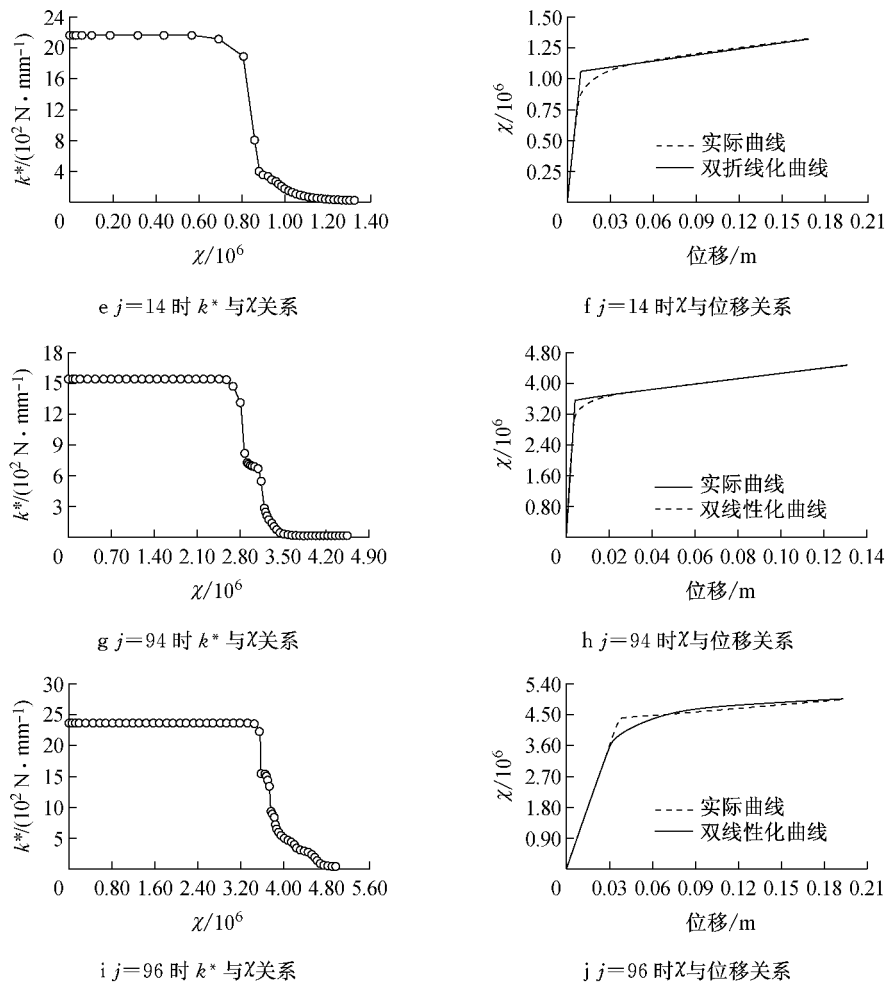 24
20
16
12
8
4
0 0.20 0.40 0.60 0.80 1.00 1.20 1.40
k*/(10² N·mm⁻¹)
χ/10⁶
e j=14 时 k* 与χ关系
1.50
1.25
1.00
0.75
0.50
0.25
0 0.03 0.06 0.09 0.12 0.15 0.18 0.21
χ/10⁶
实际曲线
双折线化曲线
位移/m
f j=14 时χ与位移关系
18
15
12
9
6
3
0 0.70 1.40 2.10 2.80 3.50 4.20 4.90
k*/(10² N·mm⁻¹)
χ/10⁶
g j=94 时 k* 与χ关系
4.80
4.00
3.20
2.40
1.60
0.80
0 0.02 0.04 0.06 0.08 0.10 0.12 0.14
χ/10⁶
实际曲线
双线性化曲线
位移/m
h j=94 时χ与位移关系
30
25
20
15
10
5
0 0.80 1.60 2.40 3.20 4.00 4.80 5.60
k*/(10² N·mm⁻¹)
χ/10⁶
i j=96 时 k* 与χ关系
5.40
4.50
3.60
2.70
1.80
0.90
0 0.03 0.06 0.09 0.12 0.15 0.18 0.21
χ/10⁶
实际曲线
双线性化曲线
位移/m
j j=96 时χ与位移关系